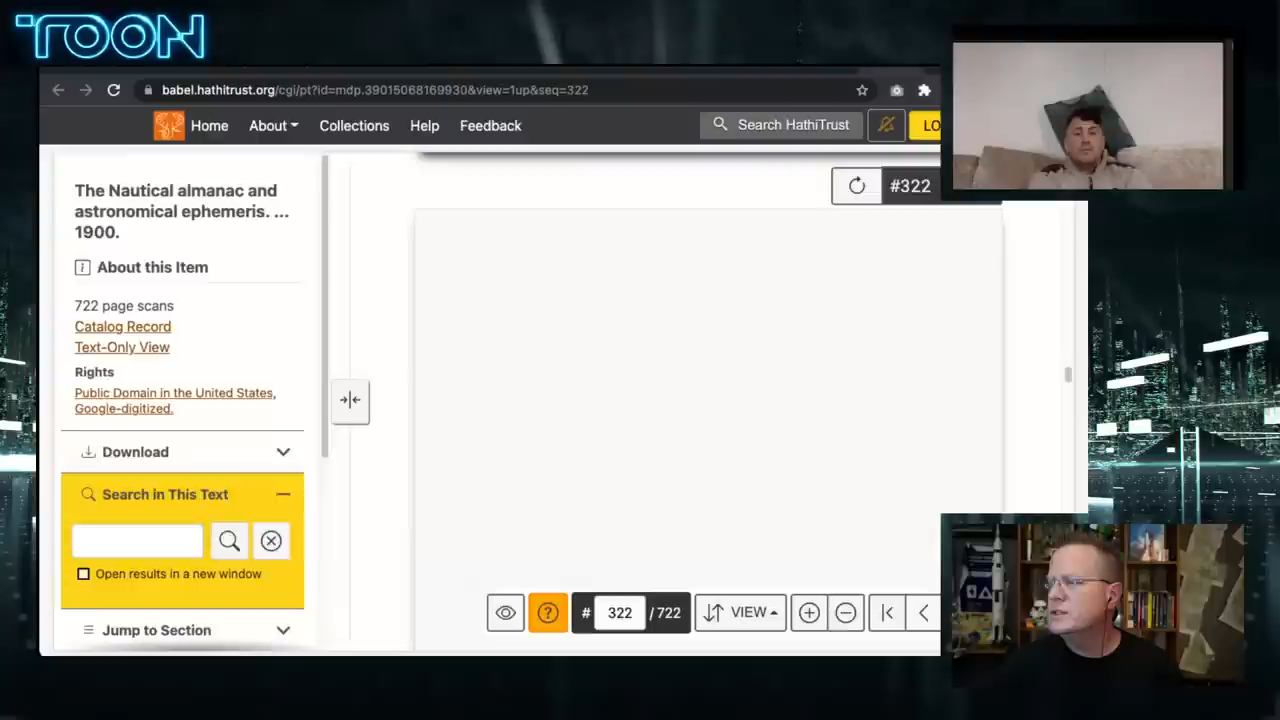 TOON
babel.hathitrust.org/cgi/pt?id=mdp.39015068169930&view=1up&seq=322
Home About Collections Help Feedback Search HathiTrust LO
The Nautical almanac and
astronomical ephemeris. ...
1900.
About this Item
722 page scans
Catalog Record
Text-Only View
Rights
Public Domain in the United States,
Google-digitized.
Download
Search in This Text
Open results in a new window
Jump to Section
#322
# 322 / 722 VIEW